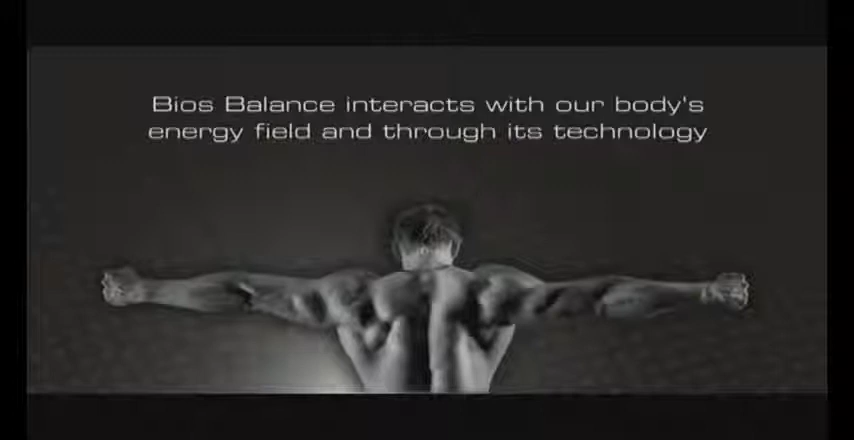 Bios Balance interacts with our body's
energy field and through its technology